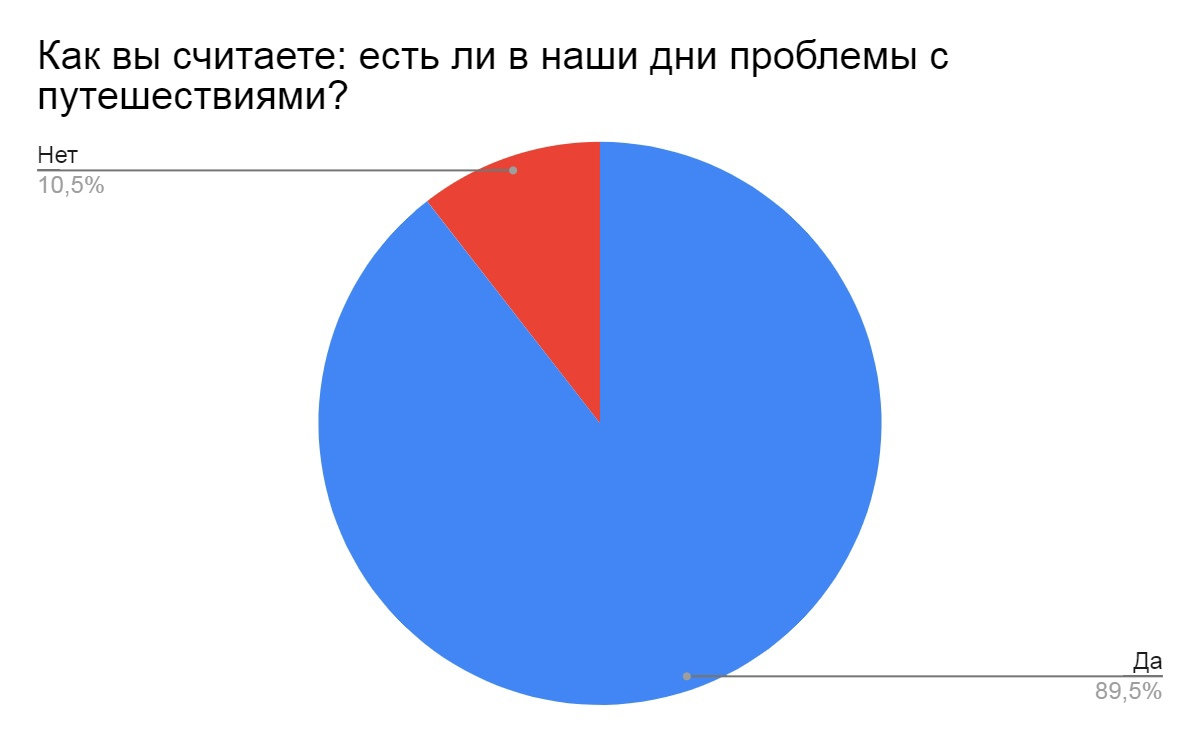 Как вы считаете: есть ли в наши дни проблемы с
путешествиями?
Нет
10,5%
Да
89,5%